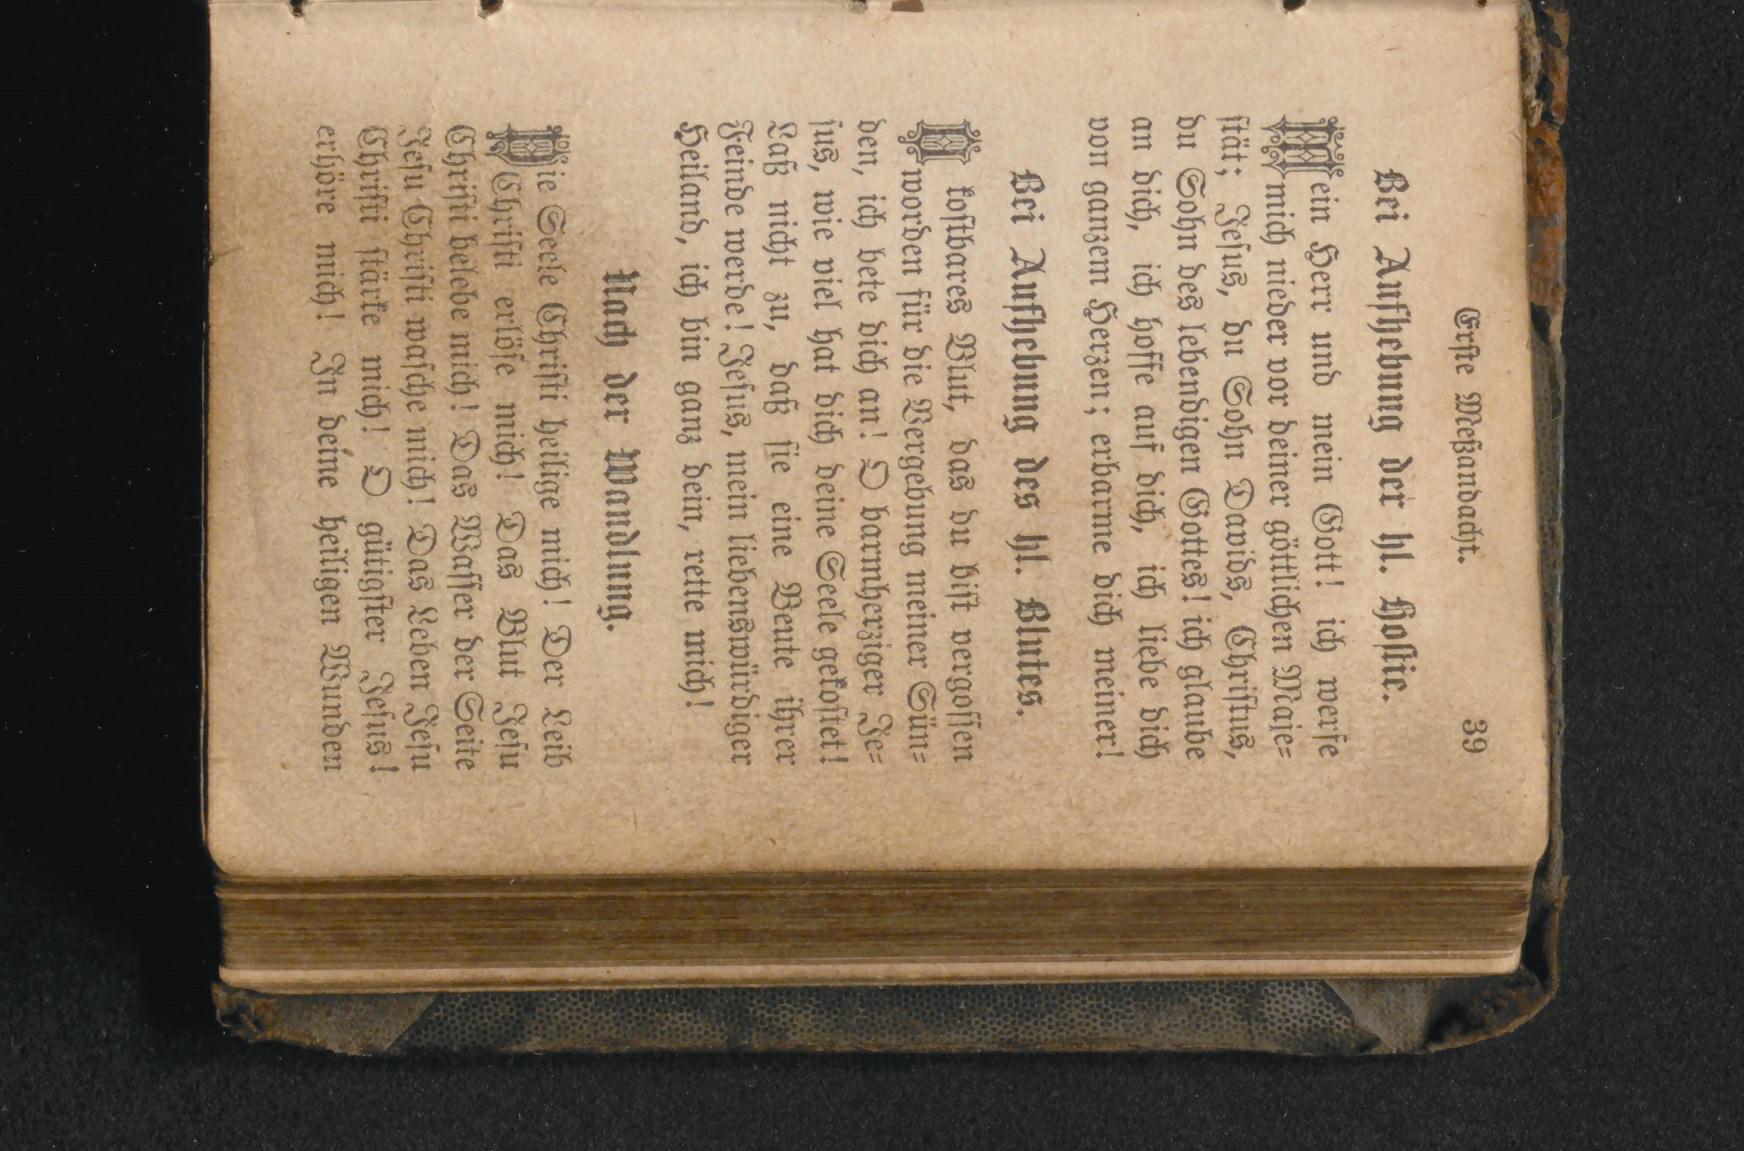 Erste Meßandacht. 39
Bei Aufhebung der hl. Hostie.
Mein Herr und mein Gott! ich werfe
mich nieder vor deiner göttlichen Maje=
stät; Jesus, du Sohn Davids, Christus,
du Sohn des lebendigen Gottes! ich glaube
an dich, ich hoffe auf dich, ich liebe dich
von ganzem Herzen; erbarme dich meiner!
Bei Aufhebung des hl. Blutes.
O kostbares Blut, das du bist vergossen
worden für die Vergebung meiner Sün=
den, ich bete dich an! O barmherziger Je=
sus, wie viel hat dich deine Seele gekostet!
Laß nicht zu, daß sie eine Beute ihrer
Feinde werde! Jesus, mein liebenswürdiger
Heiland, ich bin ganz dein, rette mich!
Nach der Wandlung.
Die Seele Christi heilige mich! Der Leib
Christi erlöse mich! Das Blut Jesu
Christi belebe mich! Das Wasser der Seite
Jesu Christi wasche mich! Das Leben Jesu
Christi stärke mich! O gütigster Jesus!
erhöre mich! In deine heiligen Wunden